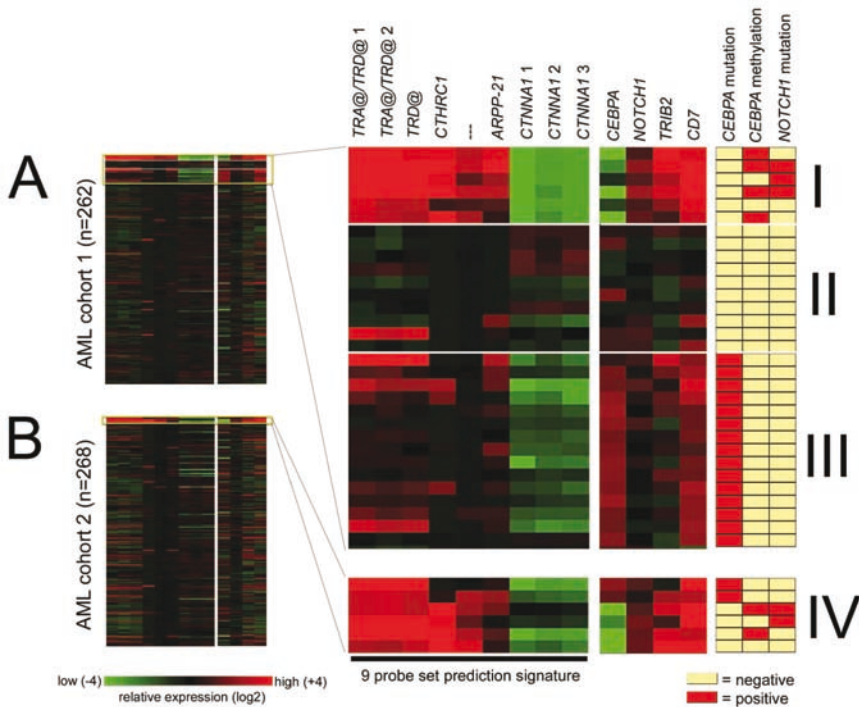 TRA@/TRD@ 1
TRA@/TRD@ 2
TRD@
CTHRC1
---
ARPP-21
CTNNA1 1
CTNNA1 2
CTNNA1 3
CEBPA
NOTCH1
TRIB2
CD7
CEBPA mutation
CEBPA methylation
NOTCH1 mutation
A
AML cohort 1 (n=262)
I
II
B
AML cohort 2 (n=268)
III
IV
low (-4)
high (+4)
relative expression (log2)
9 probe set prediction signature
= negative
= positive